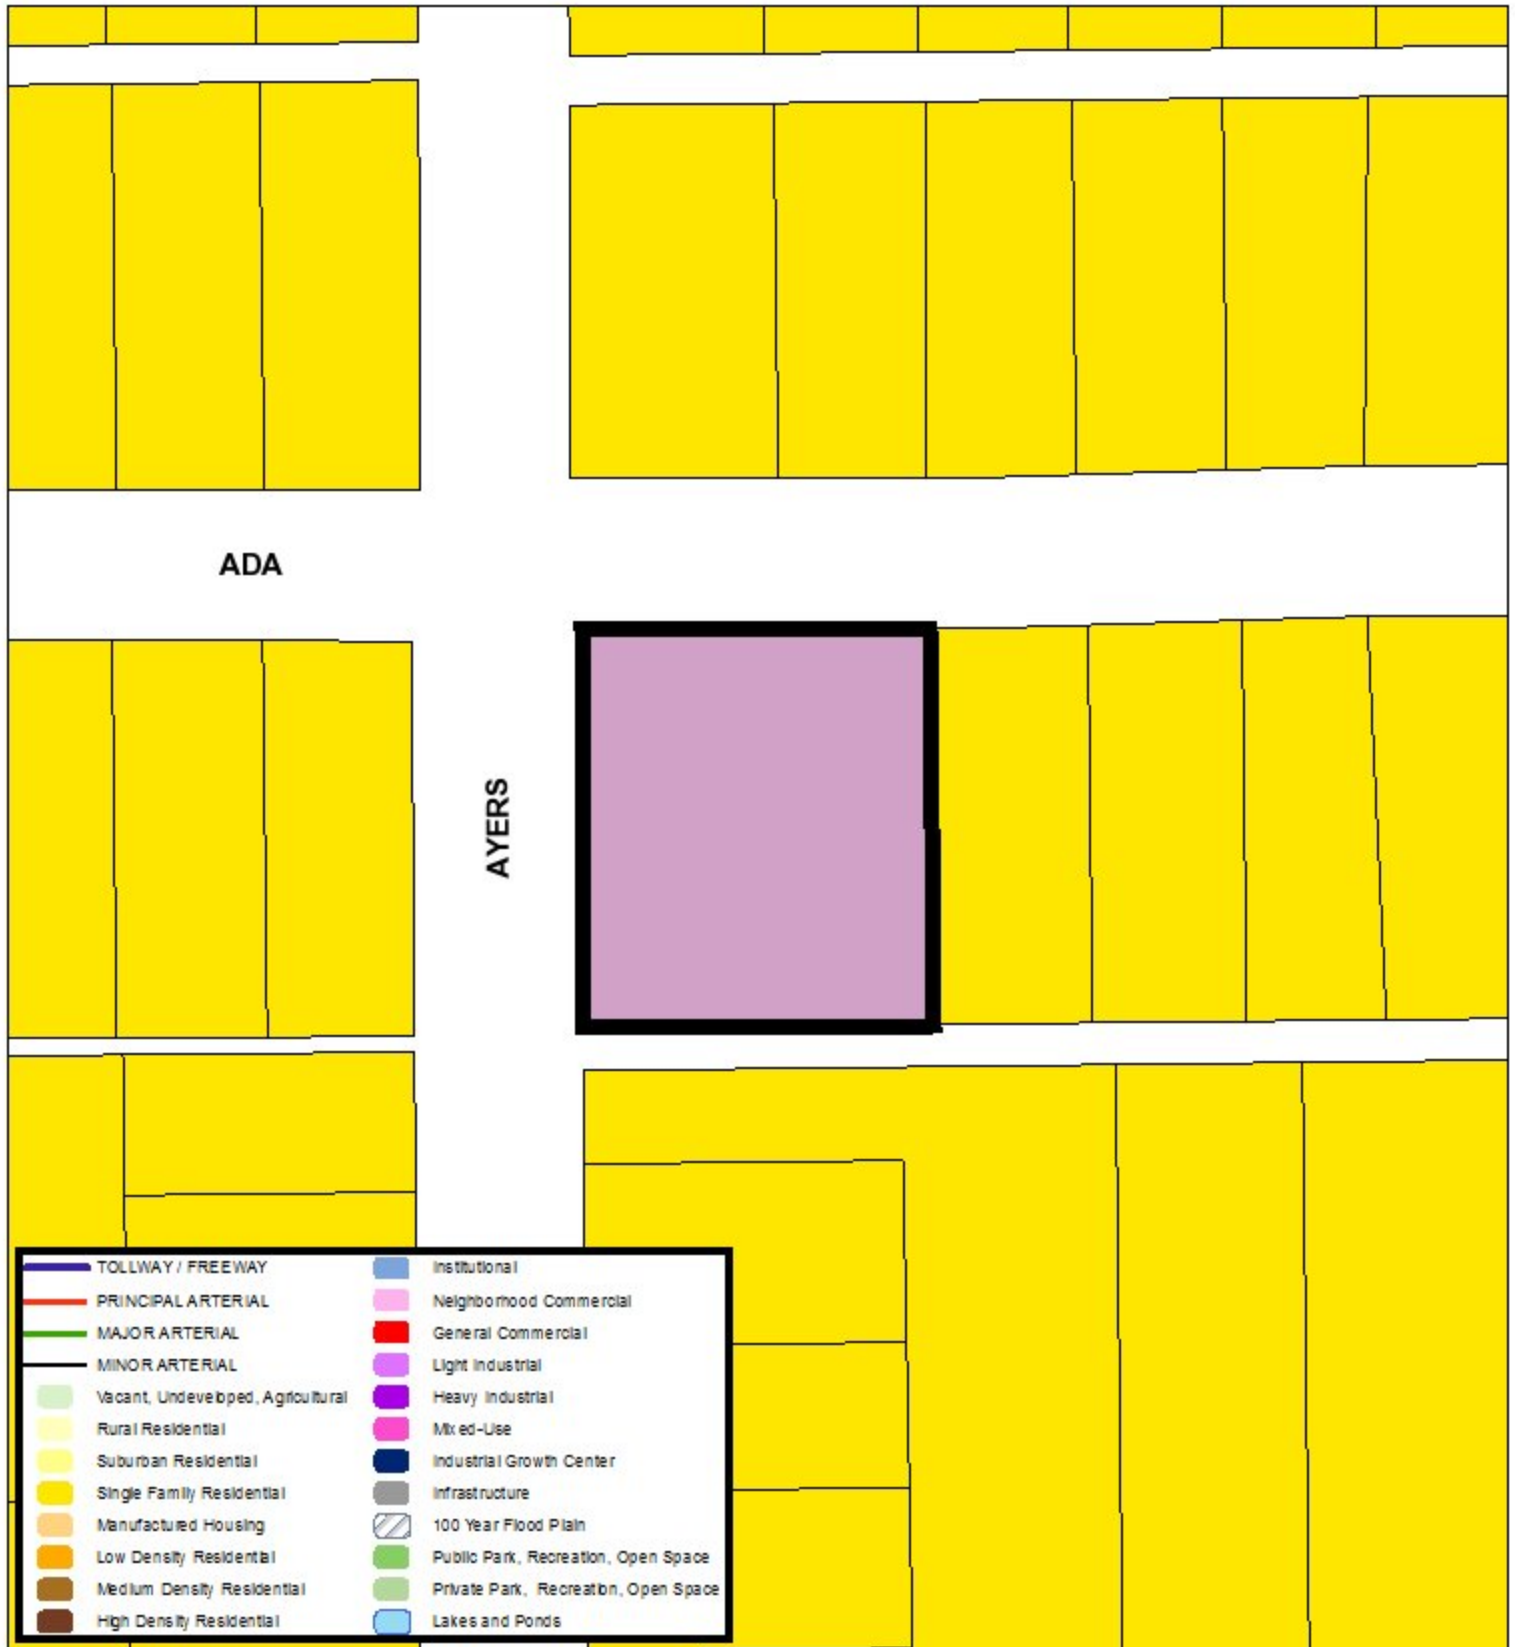 ADA
AYERS
TOLLWAY / FREEWAY
PRINCIPAL ARTERIAL
MAJOR ARTERIAL
MINOR ARTERIAL
Vacant, Undeveloped, Agricultural
Rural Residential
Suburban Residential
Single Family Residential
Manufactured Housing
Low Density Residential
Medium Density Residential
High Density Residential
Institutional
Neighborhood Commercial
General Commercial
Light Industrial
Heavy Industrial
Mixed-Use
Industrial Growth Center
Infrastructure
100 Year Flood Plain
Public Park, Recreation, Open Space
Private Park, Recreation, Open Space
Lakes and Ponds